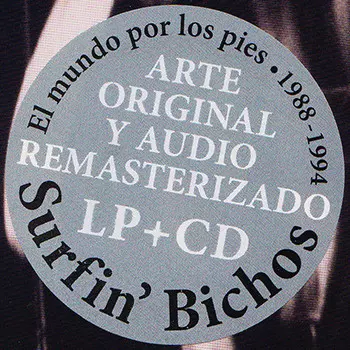 El mundo por los pies • 1988-1994
ARTE
ORIGINAL
Y AUDIO
REMASTERIZADO
LP+CD
Surfin' Bichos